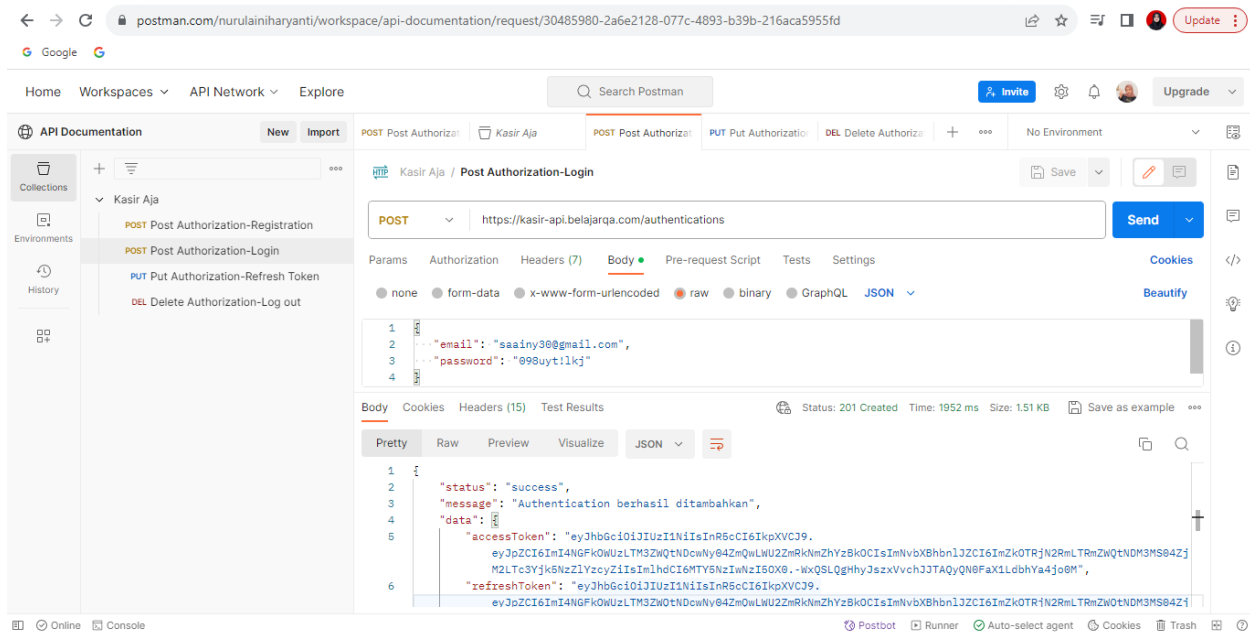 postman.com/nurulainiharyanti/workspace/api-documentation/request/30485980-2a6e2128-077c-4893-b39b-216aca5955fd
Update
Google
Home Workspaces API Network Explore
Search Postman
Invite
Upgrade
API Documentation
New Import
POST Post Authorizat
Kasir Aja
POST Post Authorizat
PUT Put Authorization
DEL Delete Authoriza
No Environment
Collections
Environments
History
Kasir Aja
POST Post Authorization-Registration
POST Post Authorization-Login
PUT Put Authorization-Refresh Token
DEL Delete Authorization-Log out
HTTP Kasir Aja / Post Authorization-Login
Save
POST https://kasir-api.belajarqa.com/authentications
Send
Params Authorization Headers (7) Body Pre-request Script Tests Settings Cookies
none form-data x-www-form-urlencoded raw binary GraphQL JSON Beautify
1 {
2 "email": "saainy30@gmail.com",
3 "password": "098uyt!lkj"
4 }
Body Cookies Headers (15) Test Results Status: 201 Created Time: 1952 ms Size: 1.51 KB Save as example
Pretty Raw Preview Visualize JSON
1 {
2 "status": "success",
3 "message": "Authentication berhasil ditambahkan",
4 "data": {
5 "accessToken": "eyJhbGciOiJIUzI1NiIsInR5cCI6IkpXVCJ9.
6 "refreshToken": "eyJhbGciOiJIUzI1NiIsInR5cCI6IkpXVCJ9.
Online Console Postbot Runner Auto-select agent Cookies Trash